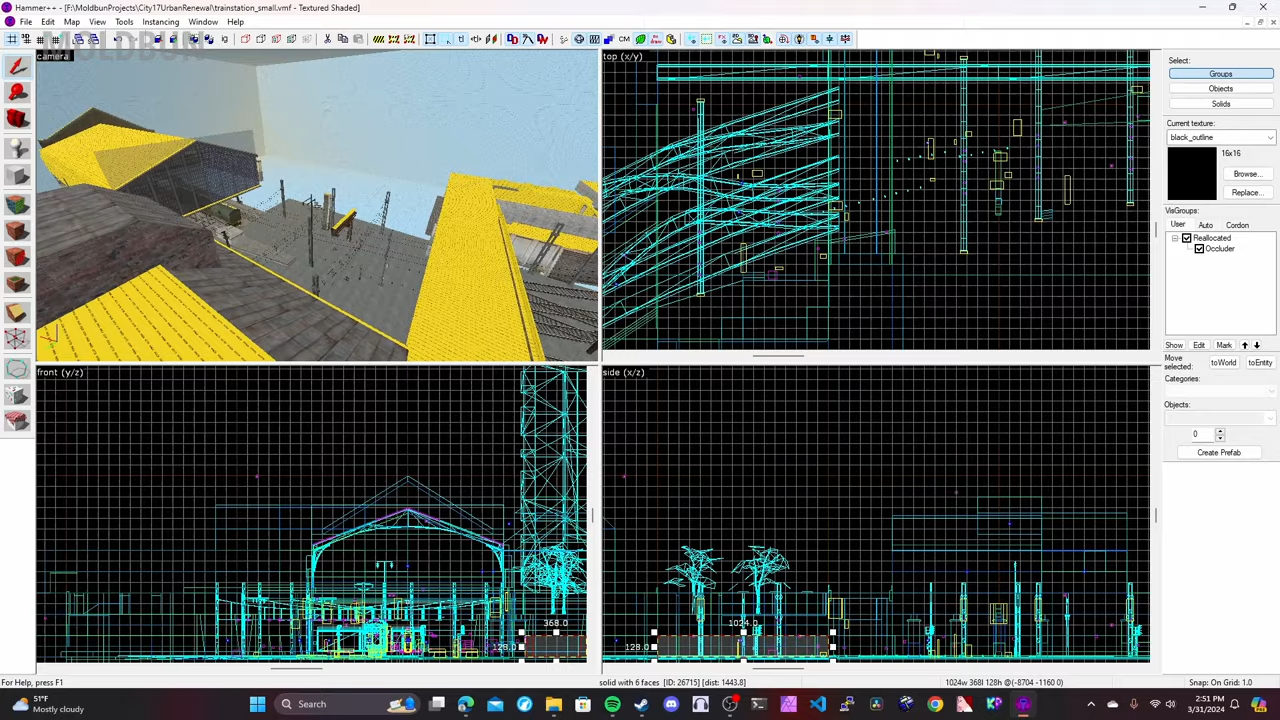 Hammer++ - [F:\MoldbunProjects\City17UrbanRenewal\trainstation_small.vmf - Textured Shaded]
File Edit Map View Tools Instancing Window Help
MOLDBUN
CM
camera
top (x/y)
front (y/z)
368.0
128.0
side (x/z)
1024.0
128.0
Select:
Groups
Objects
Solids
Current texture:
black_outline
16x16
Browse...
Replace...
VisGroups:
User Auto Cordon
Reallocated
Occluder
Show Edit Mark
Move selected:
toWorld toEntity
Categories:
Objects:
0
Create Prefab
For Help, press F1
solid with 6 faces [ID: 26715] [dist: 1443.8]
1024w 368l 128h @(-8704 -1160 0)
Snap: On Grid: 1.0
51°F
Mostly cloudy
Search
2:51 PM
3/31/2024